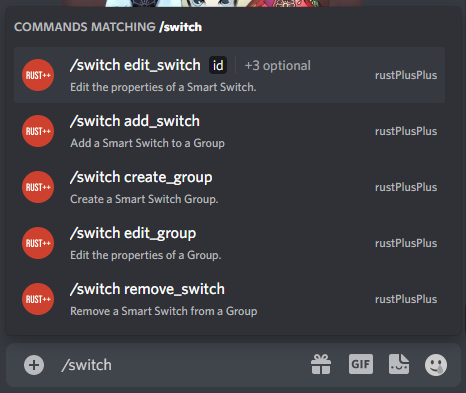 COMMANDS MATCHING /switch
RUST++ /switch edit_switch id +3 optional rustPlusPlus
Edit the properties of a Smart Switch.
RUST++ /switch add_switch rustPlusPlus
Add a Smart Switch to a Group
RUST++ /switch create_group rustPlusPlus
Create a Smart Switch Group.
RUST++ /switch edit_group rustPlusPlus
Edit the properties of a Group.
RUST++ /switch remove_switch rustPlusPlus
Remove a Smart Switch from a Group
/switch GIF